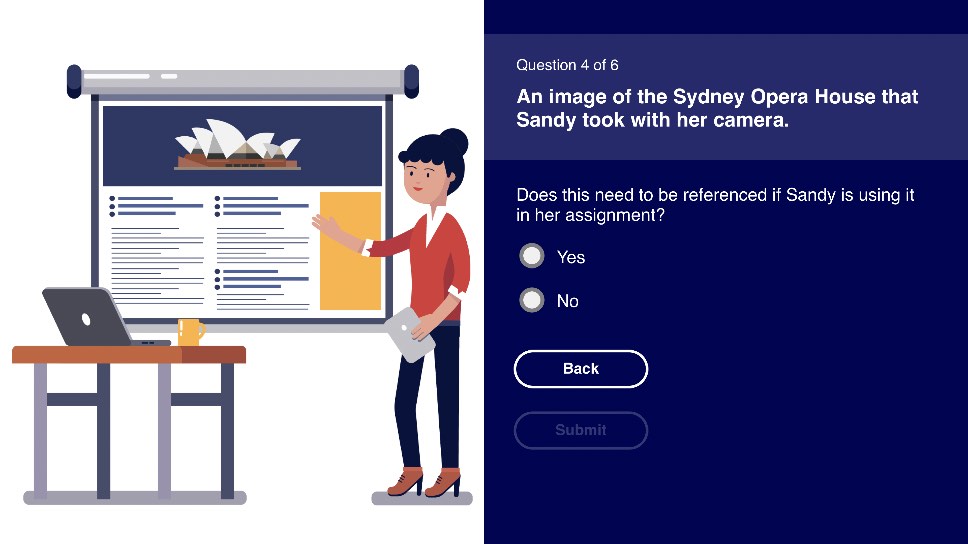 Question 4 of 6
An image of the Sydney Opera House that
Sandy took with her camera.
Does this need to be referenced if Sandy is using it
in her assignment?
Yes
No
Back
Submit